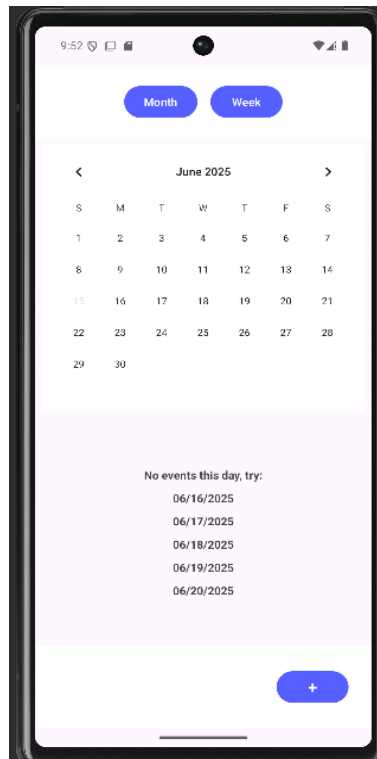 9:52
Month Week
June 2025
S M T W T F S
1 2 3 4 5 6 7
8 9 10 11 12 13 14
15 16 17 18 19 20 21
22 23 24 25 26 27 28
29 30
No events this day, try:
06/16/2025
06/17/2025
06/18/2025
06/19/2025
06/20/2025
+